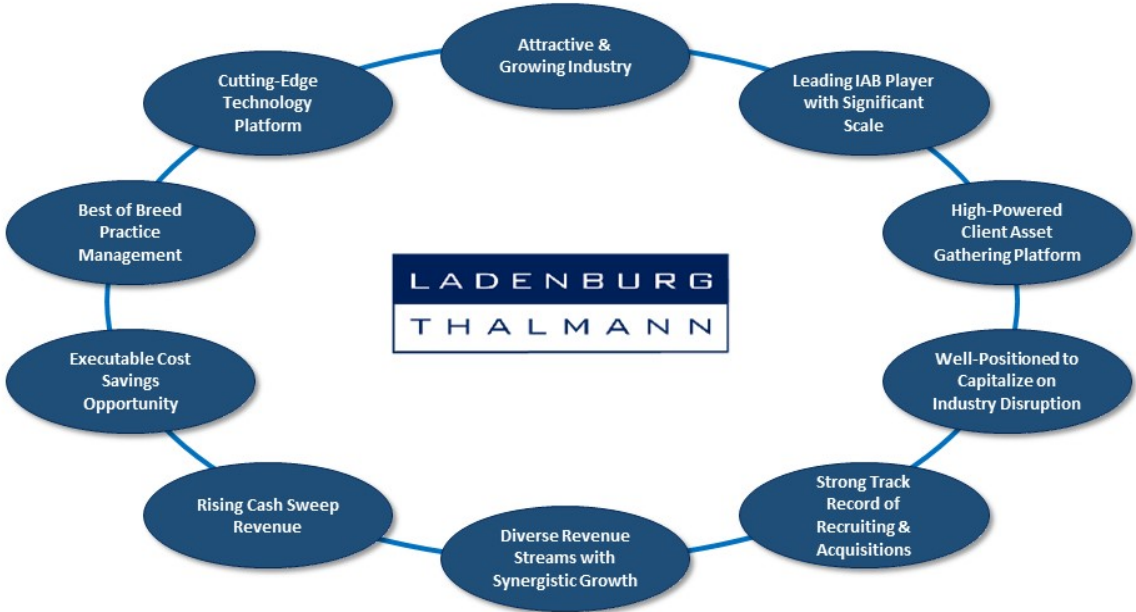 Attractive &
Growing Industry
Leading IAB Player
with Significant
Scale
High-Powered
Client Asset
Gathering Platform
Well-Positioned to
Capitalize on
Industry Disruption
Strong Track
Record of
Recruiting &
Acquisitions
Diverse Revenue
Streams with
Synergistic Growth
Rising Cash Sweep
Revenue
Executable Cost
Savings
Opportunity
Best of Breed
Practice
Management
Cutting-Edge
Technology
Platform
LADENBURG
THALMANN